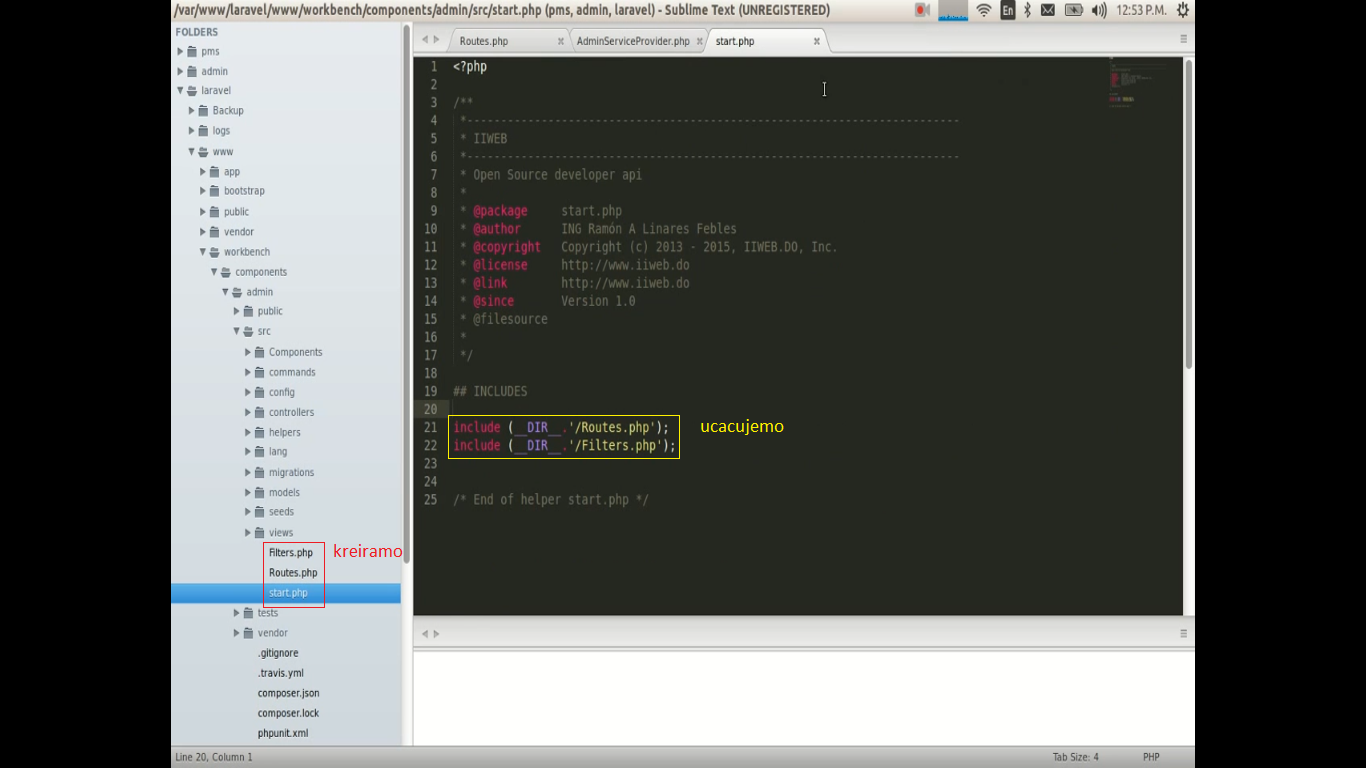 /var/www/laravel/www/workbench/components/admin/src/start.php (pms, admin, laravel) - Sublime Text (UNREGISTERED)
En
12:53 P.M.
FOLDERS
pms
admin
laravel
Backup
logs
www
app
bootstrap
public
vendor
workbench
components
admin
public
src
Components
commands
config
controllers
helpers
lang
migrations
models
seeds
views
Filters.php
kreiramo
Routes.php
start.php
tests
vendor
.gitignore
.travis.yml
composer.json
composer.lock
phpunit.xml
Routes.php
AdminServiceProvider.php
start.php
1 <?php
2
3 /**
4 *-------------------------------------------------------------------------
5 * IIWEB
6 *-------------------------------------------------------------------------
7 * Open Source developer api
8 *
9 * @package start.php
10 * @author ING Ramón A Linares Febles
11 * @copyright Copyright (c) 2013 - 2015, IIWEB.DO, Inc.
12 * @license http://www.iiweb.do
13 * @link http://www.iiweb.do
14 * @since Version 1.0
15 * @filesource
16 *
17 */
18
19 ## INCLUDES
20
21 include (__DIR__.'/Routes.php');
ucacujemo
22 include (__DIR__.'/Filters.php');
23
24
25 /* End of helper start.php */
Line 20, Column 1
Tab Size: 4
PHP